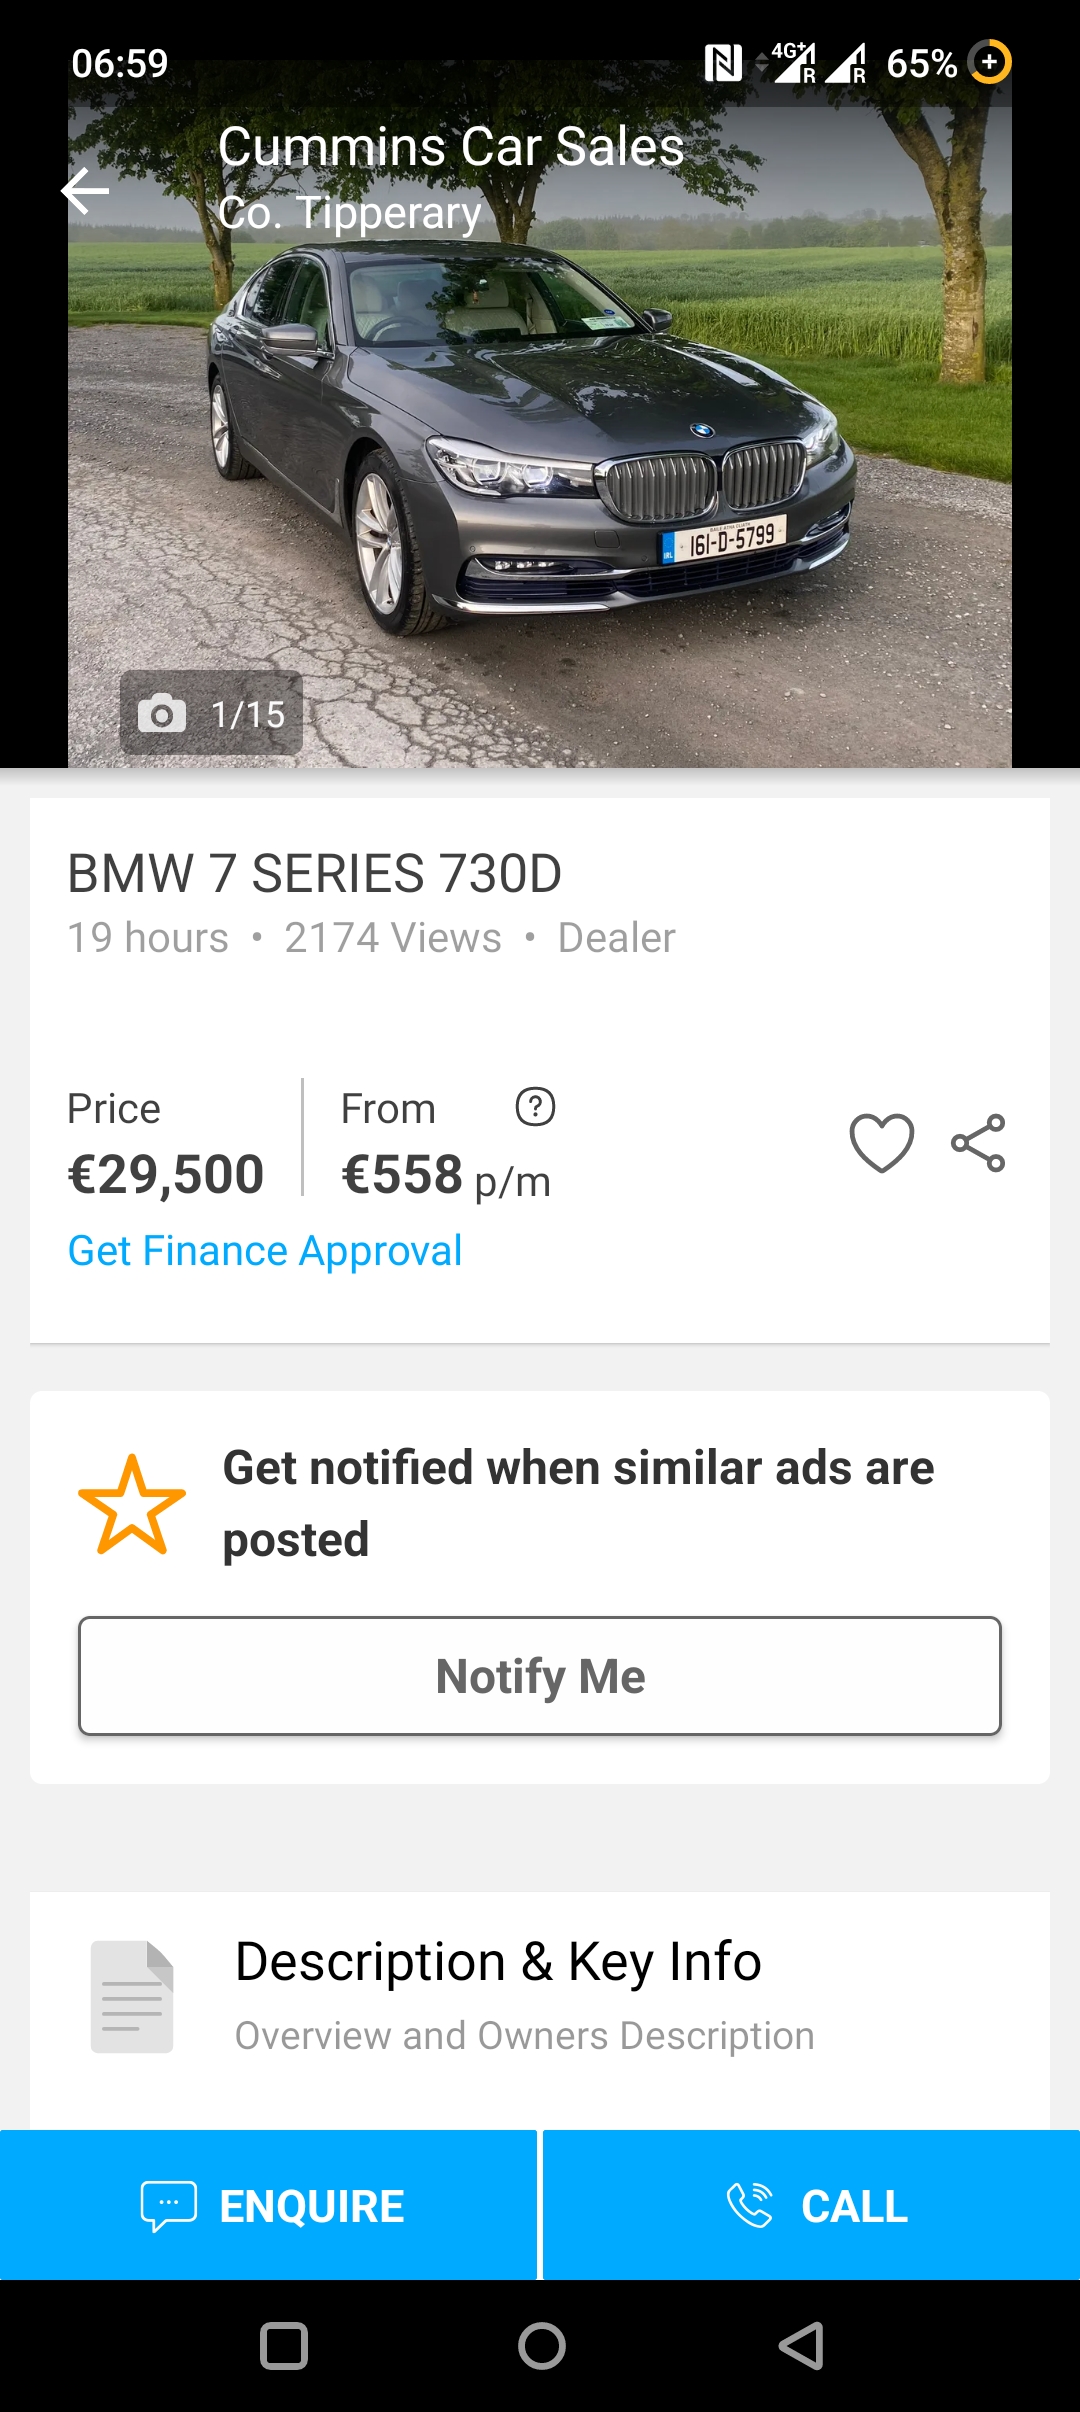 06:59
4G+ R R 65%
Cummins Car Sales
Co. Tipperary
161-D-5799
IRL
1/15
BMW 7 SERIES 730D
19 hours • 2174 Views • Dealer
Price From ?
€29,500 €558 p/m
Get Finance Approval
Get notified when similar ads are
posted
Notify Me
Description & Key Info
Overview and Owners Description
ENQUIRE CALL